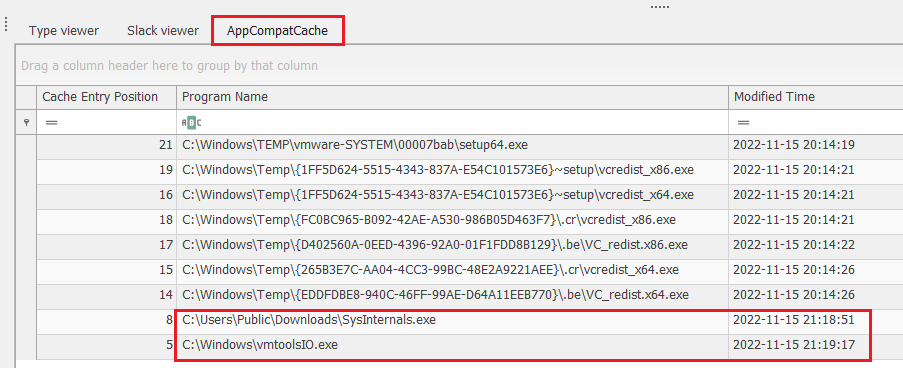 Type viewer Slack viewer AppCompatCache
Drag a column header here to group by that column
Cache Entry Position Program Name Modified Time
= ABC =
21 C:\Windows\TEMP\vmware-SYSTEM\00007bab\setup64.exe 2022-11-15 20:14:19
19 C:\Windows\Temp\{1FF5D624-5515-4343-837A-E54C101573E6}~setup\vcredist_x86.exe 2022-11-15 20:14:21
16 C:\Windows\Temp\{1FF5D624-5515-4343-837A-E54C101573E6}~setup\vcredist_x64.exe 2022-11-15 20:14:21
18 C:\Windows\Temp\{FC0BC965-B092-42AE-A530-986B05D463F7}\.cr\vcredist_x86.exe 2022-11-15 20:14:21
17 C:\Windows\Temp\{D402560A-0EED-4396-92A0-01F1FDD8B129}\.be\VC_redist.x86.exe 2022-11-15 20:14:22
15 C:\Windows\Temp\{265B3E7C-AA04-4CC3-99BC-48E2A9221AEE}\.cr\vcredist_x64.exe 2022-11-15 20:14:26
14 C:\Windows\Temp\{EDDFDBE8-940C-46FF-99AE-D64A11EEB770}\.be\VC_redist.x64.exe 2022-11-15 20:14:26
8 C:\Users\Public\Downloads\SysInternals.exe 2022-11-15 21:18:51
5 C:\Windows\vmtoolsIO.exe 2022-11-15 21:19:17